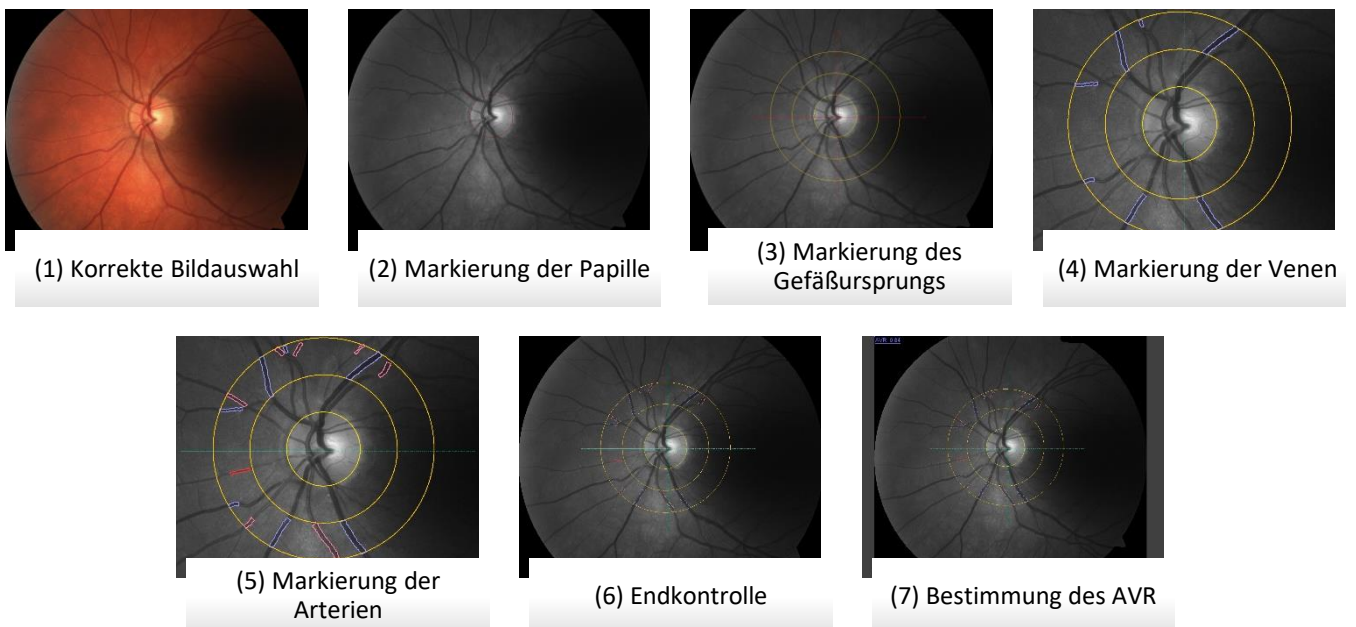 (1) Korrekte Bildauswahl
(2) Markierung der Papille
(3) Markierung des
Gefäßursprungs
(4) Markierung der Venen
(5) Markierung der
Arterien
(6) Endkontrolle
(7) Bestimmung des AVR